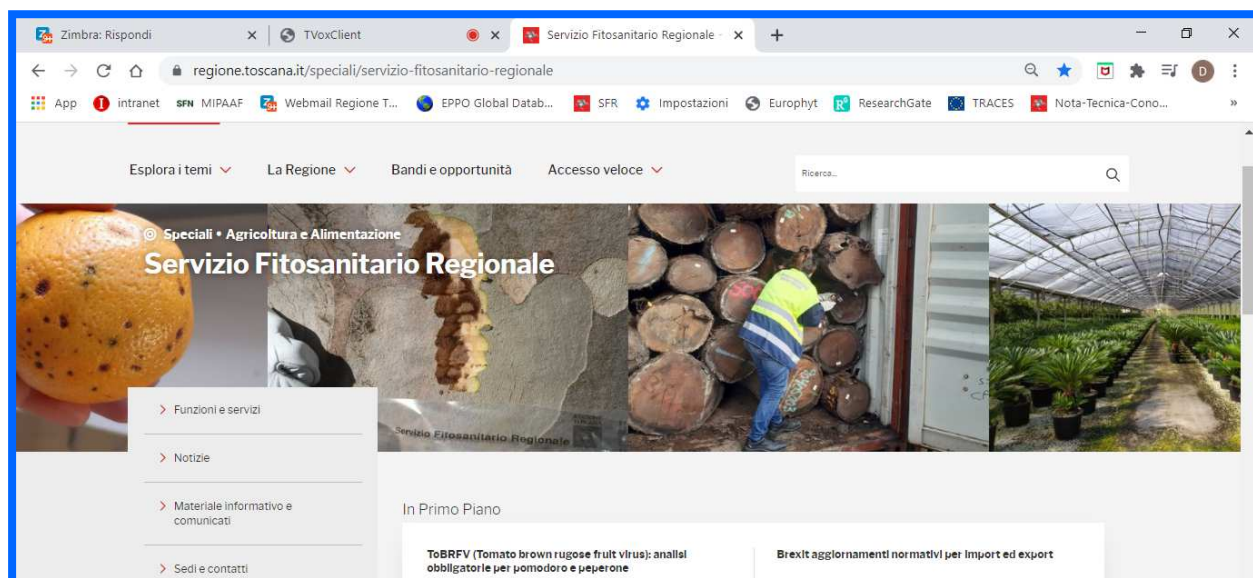 Zimbra: Rispondi
TVoxClient
Servizio Fitosanitario Regionale -
regione.toscana.it/speciali/servizio-fitosanitario-regionale
D
App
intranet
SFN MIPAAF
Webmail Regione T...
EPPO Global Datab...
SFR
Impostazioni
Europhyt
ResearchGate
TRACES
Nota-Tecnica-Cono...
»
Esplora i temi
La Regione
Bandi e opportunità
Accesso veloce
Ricerca...
Speciali • Agricoltura e Alimentazione
Servizio Fitosanitario Regionale
Servizio Fitosanitario Regionale
Funzioni e servizi
Notizie
Materiale informativo e
comunicati
Sedi e contatti
In Primo Piano
ToBRFV (Tomato brown rugose fruit virus): analisi
obbligatorie per pomodoro e peperone
Brexit aggiornamenti normativi per import ed export